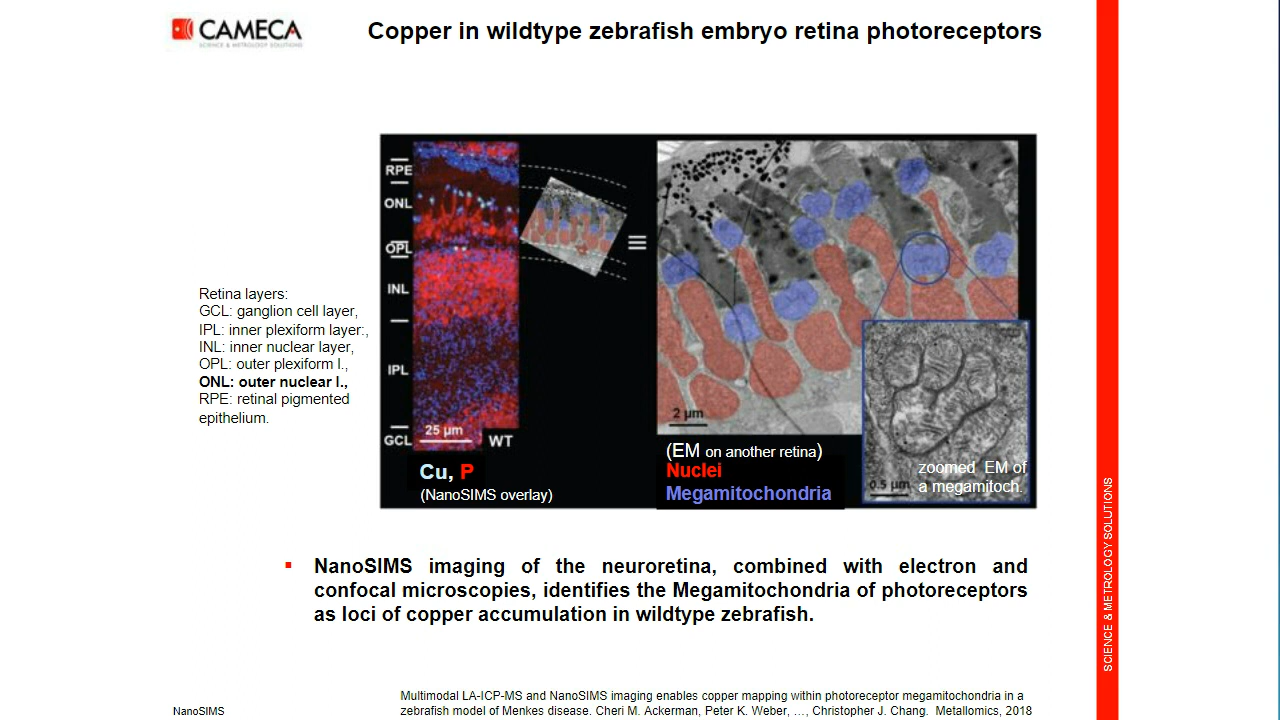 CAMECA
SCIENCE & METROLOGY SOLUTIONS
Copper in wildtype zebrafish embryo retina photoreceptors
RPE
ONL
OPL
INL
IPL
GCL
25 µm
WT
Cu, P
(NanoSIMS overlay)
2 µm
(EM on another retina)
Nuclei
Megamitochondria
zoomed EM of
a megamitoch.
0.5 µm
Retina layers:
GCL: ganglion cell layer,
IPL: inner plexiform layer:,
INL: inner nuclear layer,
OPL: outer plexiform l.,
ONL: outer nuclear l.,
RPE: retinal pigmented
epithelium.
▪ NanoSIMS imaging of the neuroretina, combined with electron and
confocal microscopies, identifies the Megamitochondria of photoreceptors
as loci of copper accumulation in wildtype zebrafish.
Multimodal LA-ICP-MS and NanoSIMS imaging enables copper mapping within photoreceptor megamitochondria in a
zebrafish model of Menkes disease. Cheri M. Ackerman, Peter K. Weber, …, Christopher J. Chang. Metallomics, 2018
NanoSIMS
SCIENCE & METROLOGY SOLUTIONS